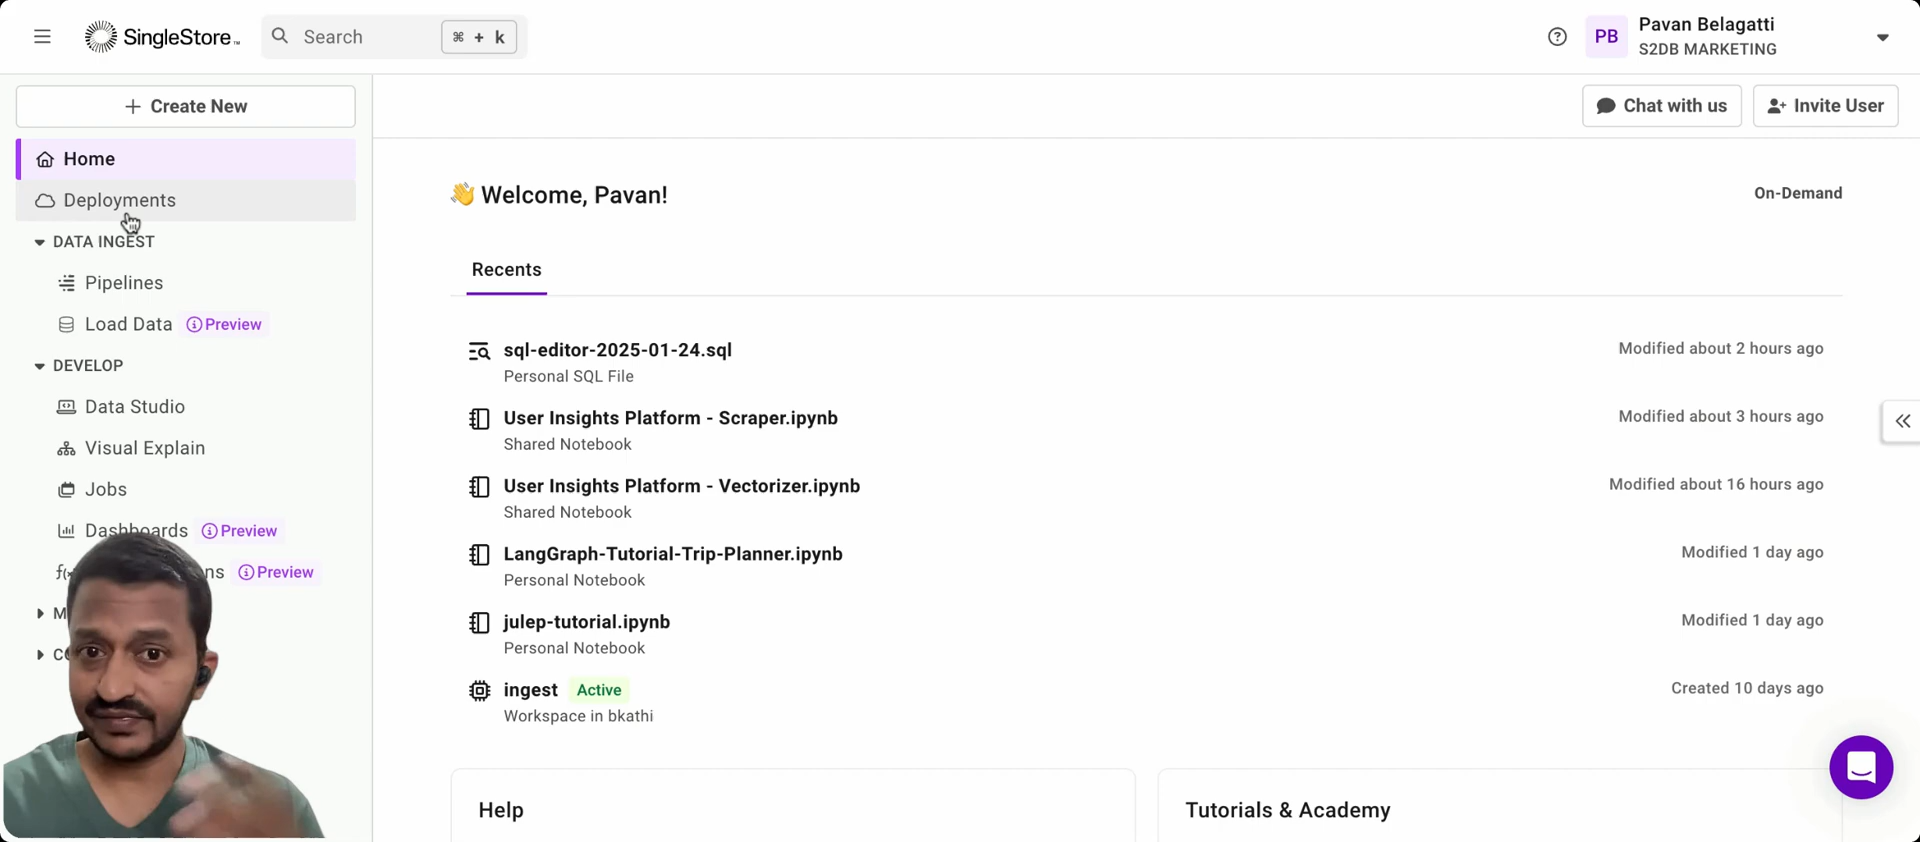 SingleStore™
Search
⌘ + k
PB
Pavan Belagatti
S2DB MARKETING
+ Create New
Chat with us
Invite User
Home
Deployments
DATA INGEST
Pipelines
Load Data
Preview
DEVELOP
Data Studio
Visual Explain
Jobs
Dashboards
Preview
Preview
👋 Welcome, Pavan!
On-Demand
Recents
sql-editor-2025-01-24.sql
Modified about 2 hours ago
Personal SQL File
User Insights Platform - Scraper.ipynb
Modified about 3 hours ago
Shared Notebook
User Insights Platform - Vectorizer.ipynb
Modified about 16 hours ago
Shared Notebook
LangGraph-Tutorial-Trip-Planner.ipynb
Modified 1 day ago
Personal Notebook
julep-tutorial.ipynb
Modified 1 day ago
Personal Notebook
ingest
Active
Created 10 days ago
Workspace in bkathi
Help
Tutorials & Academy